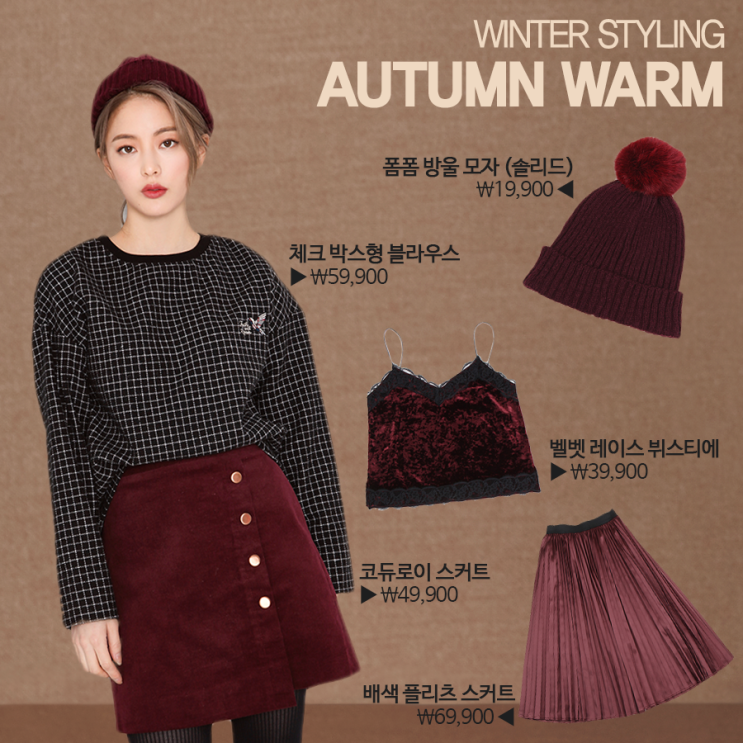 WINTER STYLING
AUTUMN WARM
폼폼 방울 모자 (솔리드)
₩19,900 ◀
체크 박스형 블라우스
▶ ₩59,900
벨벳 레이스 뷔스티에
▶ ₩39,900
코듀로이 스커트
▶ ₩49,900
배색 플리츠 스커트
₩69,900 ◀